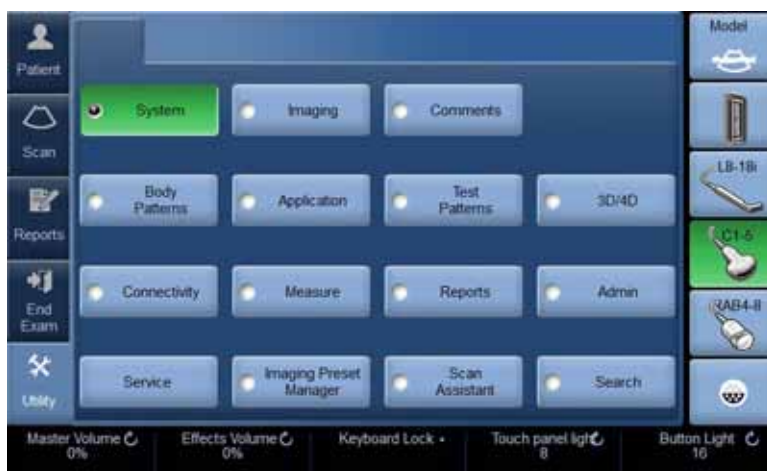 Model
Patient
System
Imaging
Comments
Scan
L8-18i
Body
Patterns
Application
Test
Patterns
3D/4D
Reports
C1-5
Connectivity
Measure
Reports
Admin
End
Exam
RAB4-8
Service
Imaging Preset
Manager
Scan
Assistant
Search
Utility
Master Volume
0%
Effects Volume
0%
Keyboard Lock
Touch panel light
8
Button Light
16